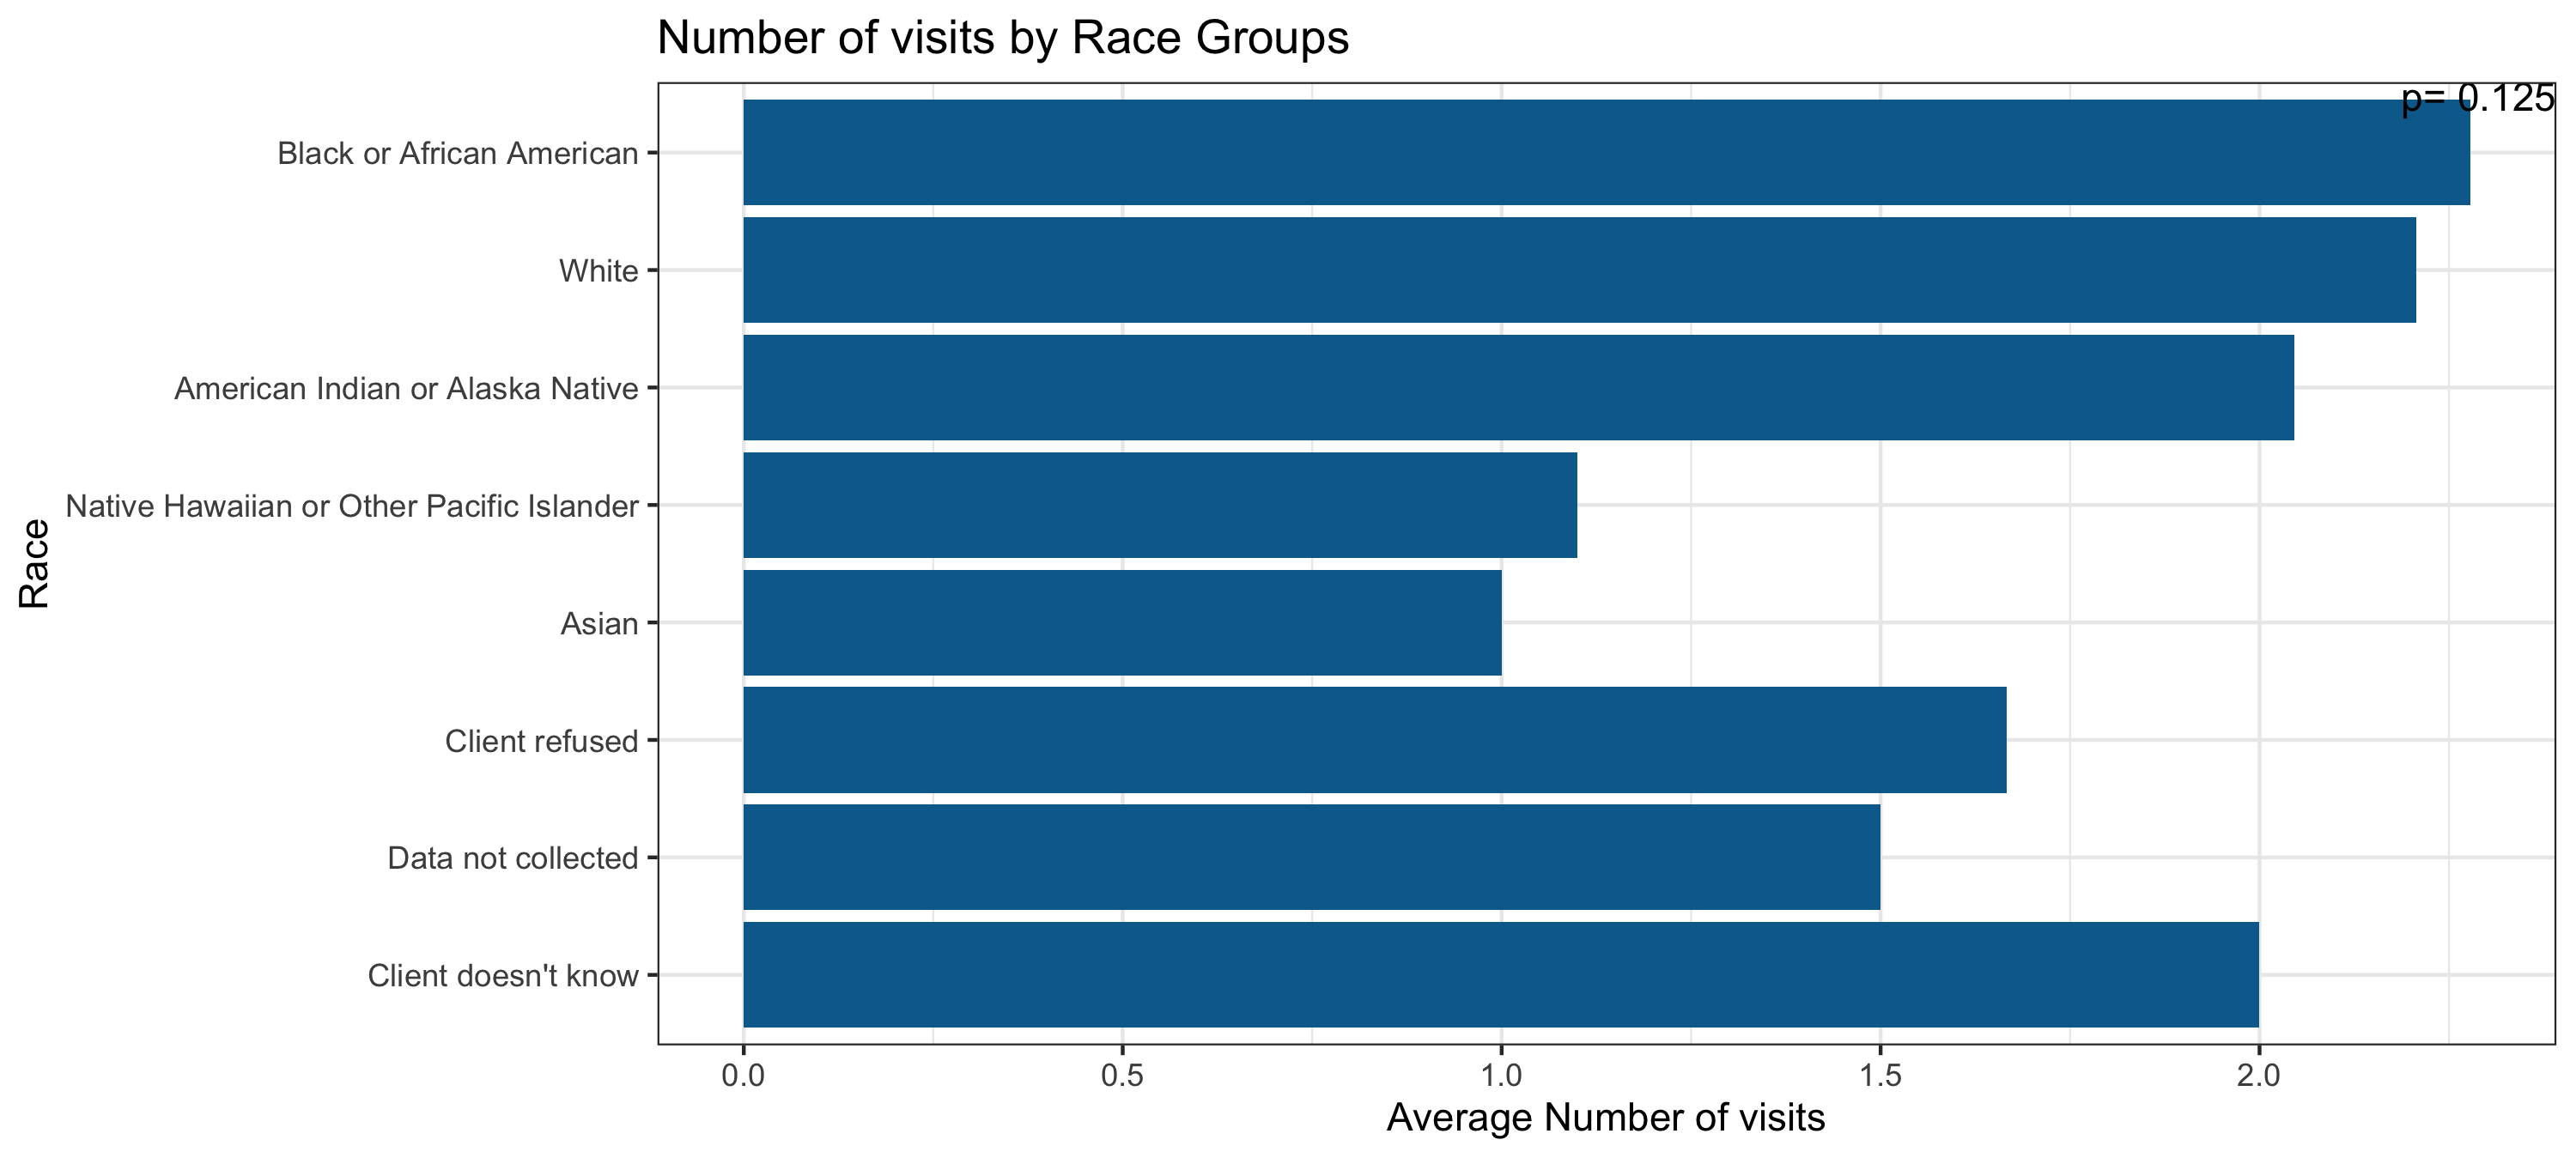 Number of visits by Race Groups
p= 0.125
Black or African American
White
American Indian or Alaska Native
Native Hawaiian or Other Pacific Islander
Asian
Client refused
Data not collected
Client doesn't know
Race
0.0 0.5 1.0 1.5 2.0
Average Number of visits